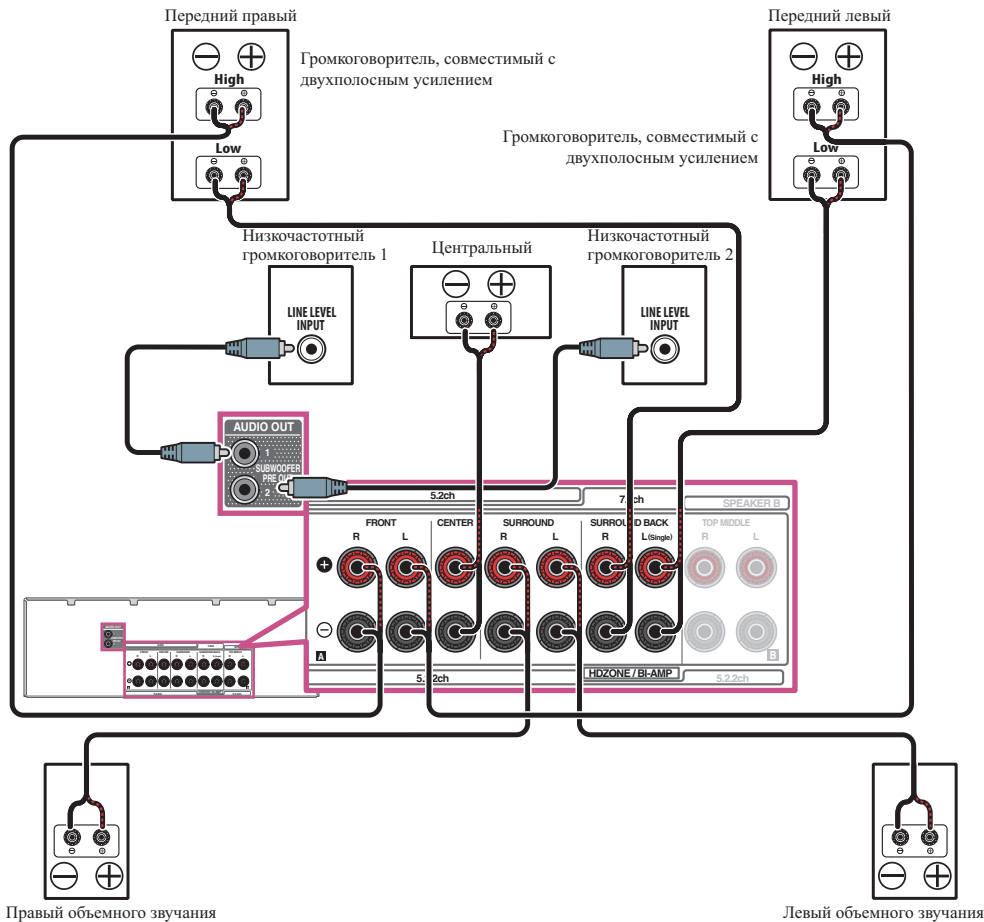 Передний правый
Передний левый
Громкоговоритель, совместимый с
двухполосным усилением
High
Low
High
Low
Громкоговоритель, совместимый с
двухполосным усилением
Низкочастотный
громкоговоритель 1
Центральный
Низкочастотный
громкоговоритель 2
LINE LEVEL
INPUT
LINE LEVEL
INPUT
AUDIO OUT
1
SUBWOOFER
PRE OUT
2
5.2ch
SPEAKER B
FRONT
CENTER
SURROUND
SURROUND BACK
TOP MIDDLE
R L R L R L (Single) R L
A
B
HDZONE / BI-AMP
5.2.2ch
Правый объемного звучания
Левый объемного звучания